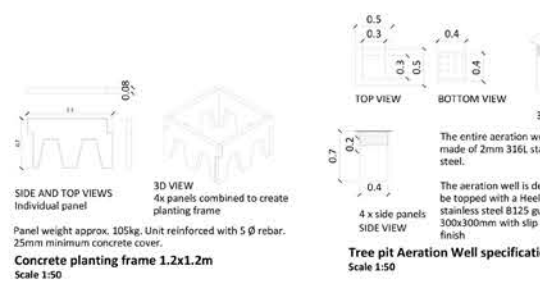 0.08
SIDE AND TOP VIEWS
Individual panel
3D VIEW
4x panels combined to create
planting frame
Panel weight approx. 105kg. Unit reinforced with 5 Ø rebar.
25mm minimum concrete cover.
Concrete planting frame 1.2x1.2m
Scale 1:50
0.5
0.3
0.3
0.5
TOP VIEW
0.4
0.4
BOTTOM VIEW
0.7
0.2
0.4
4 x side panels
SIDE VIEW
The entire aeration
made of 2mm 316L
steel.
The aeration well is
be topped with a
stainless steel B125
300x300mm with slip
finish
Tree pit Aeration Well
Scale 1:50